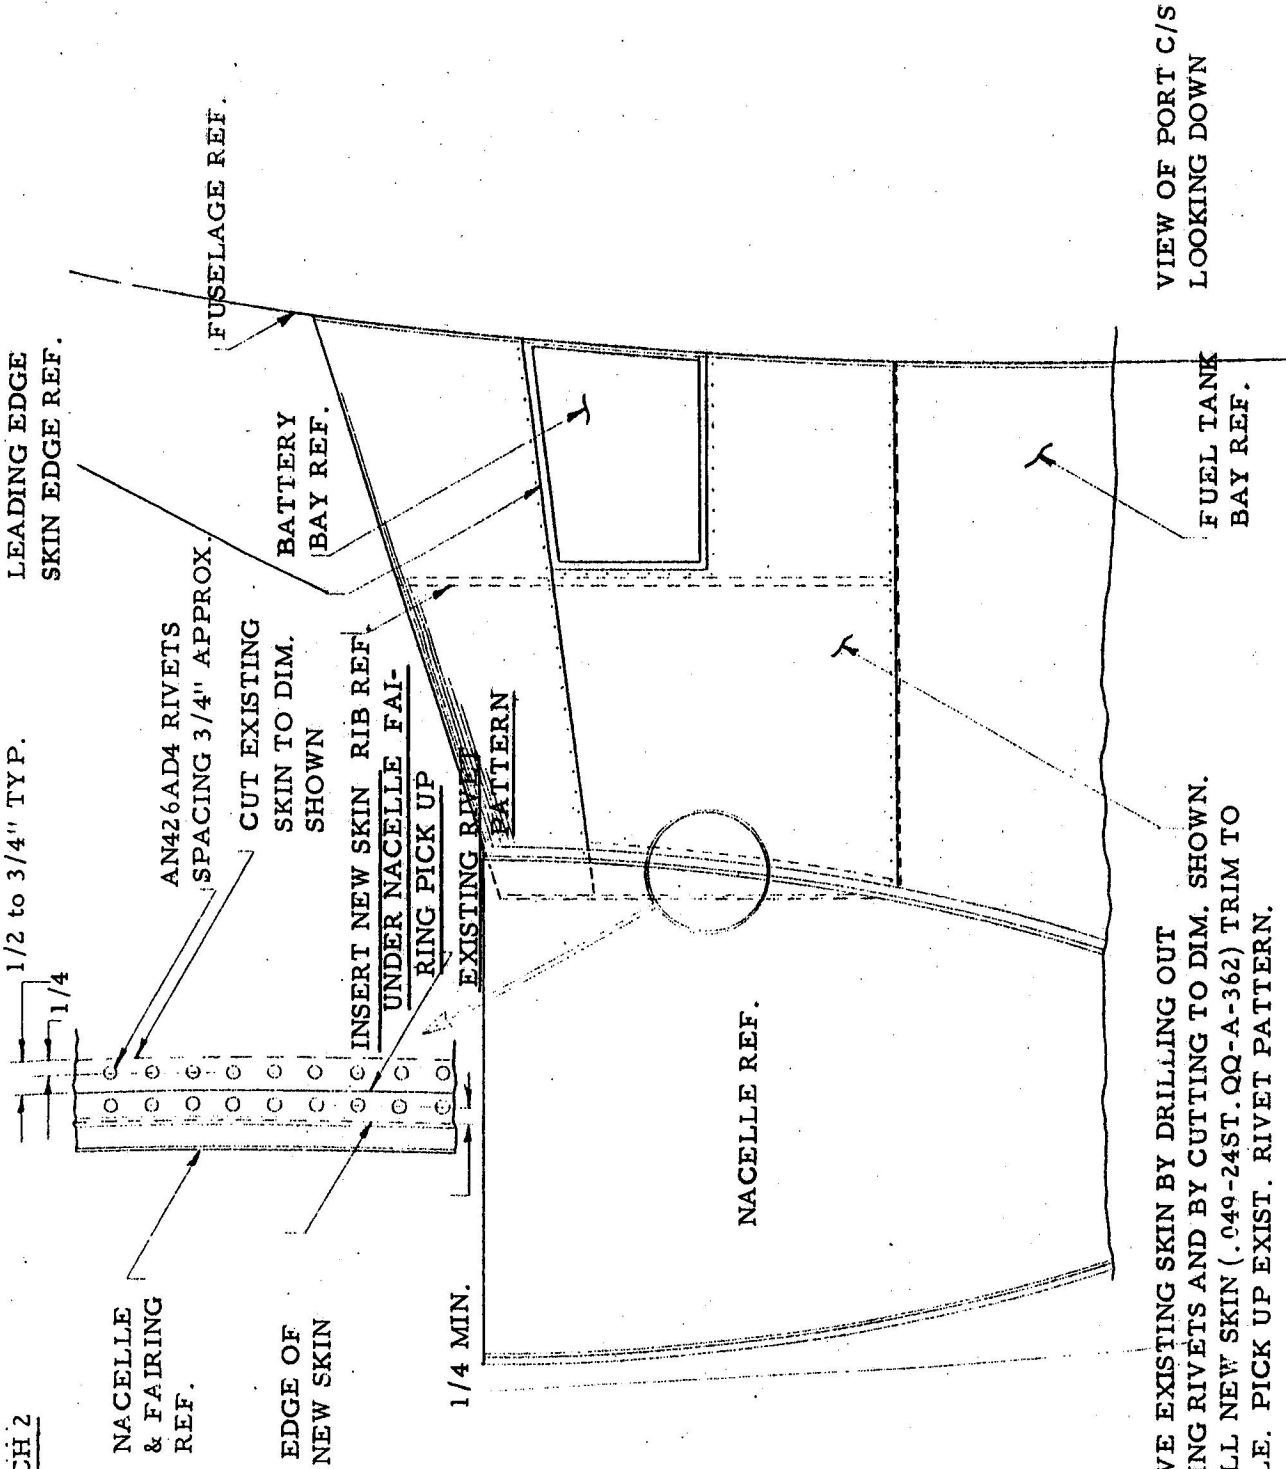 CH 2
1/2 to 3/4" TYP.
1/4
LEADING EDGE
SKIN EDGE REF.
AN426AD4 RIVETS
SPACING 3/4" APPROX.
FUSELAGE REF.
NACELLE
& FAIRING
REF.
CUT EXISTING
SKIN TO DIM.
SHOWN
BATTERY
BAY REF.
EDGE OF
NEW SKIN
INSERT NEW SKIN
UNDER NACELLE FAI-
RING PICK UP
EXISTING RIVET
PATTERN
RIB REF.
1/4 MIN.
NACELLE REF.
VE EXISTING SKIN BY DRILLING OUT
ING RIVETS AND BY CUTTING TO DIM. SHOWN.
LL NEW SKIN (.049-24ST. QQ-A-362) TRIM TO
LE. PICK UP EXIST. RIVET PATTERN.
FUEL TANK
BAY REF.
VIEW OF PORT C/S
LOOKING DOWN